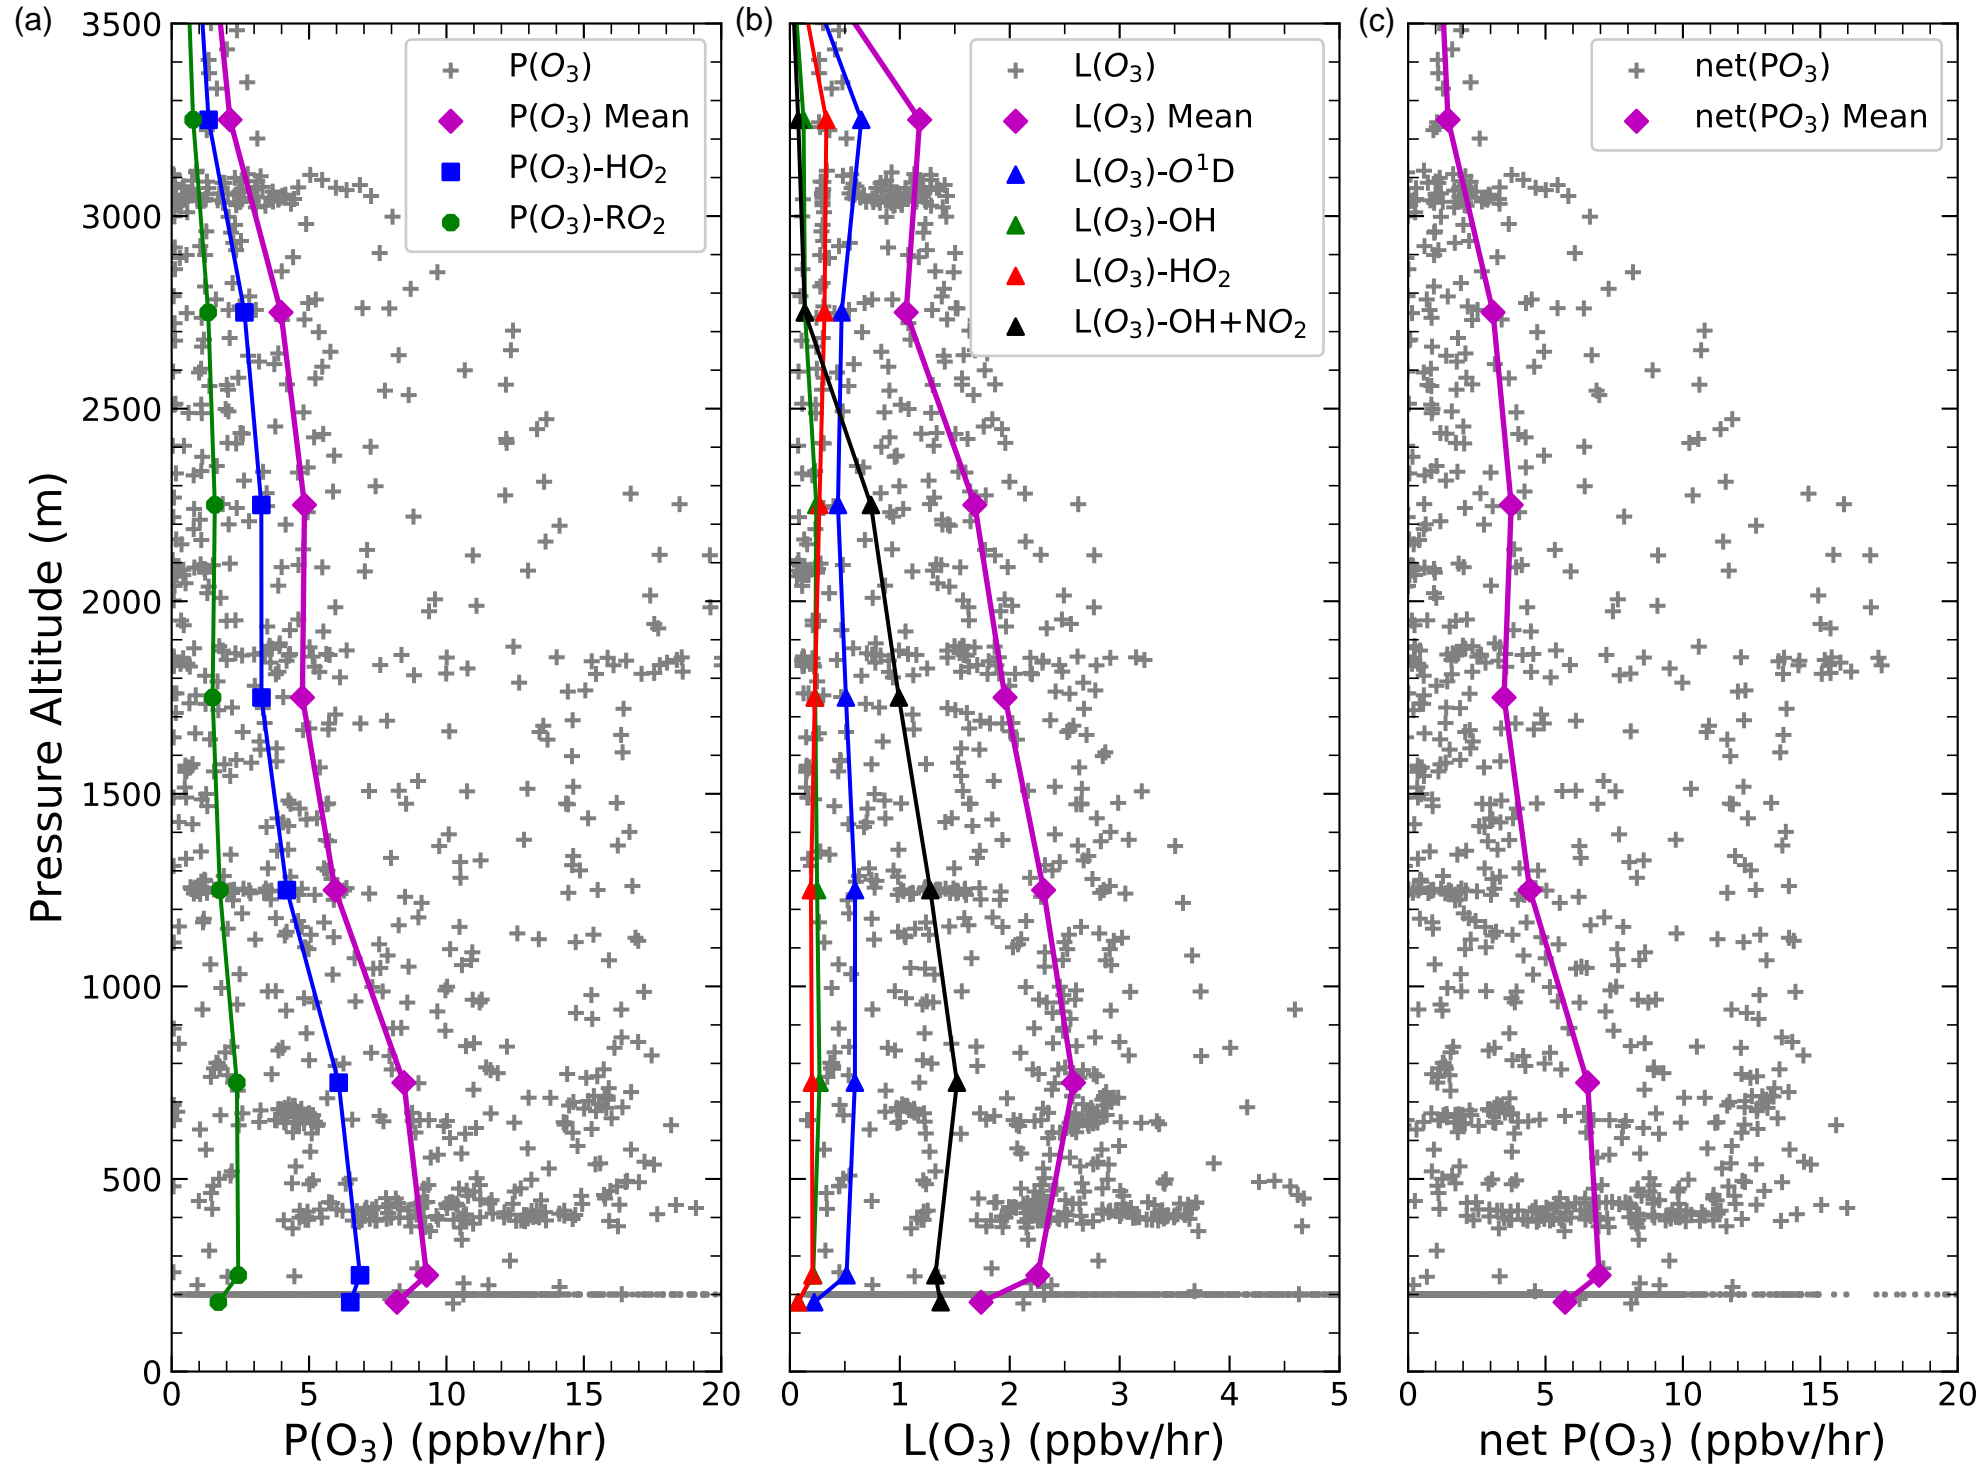 (a)
(b)
(c)
3500
3000
2500
2000
1500
1000
500
0
Pressure Altitude (m)
P(O3)
P(O3) Mean
P(O3)-HO2
P(O3)-RO2
0 5 10 15 20
P(O3) (ppbv/hr)
L(O3)
L(O3) Mean
L(O3)-O¹D
L(O3)-OH
L(O3)-HO2
L(O3)-OH+NO2
0 1 2 3 4 5
L(O3) (ppbv/hr)
net(PO3)
net(PO3) Mean
0 5 10 15 20
net P(O3) (ppbv/hr)